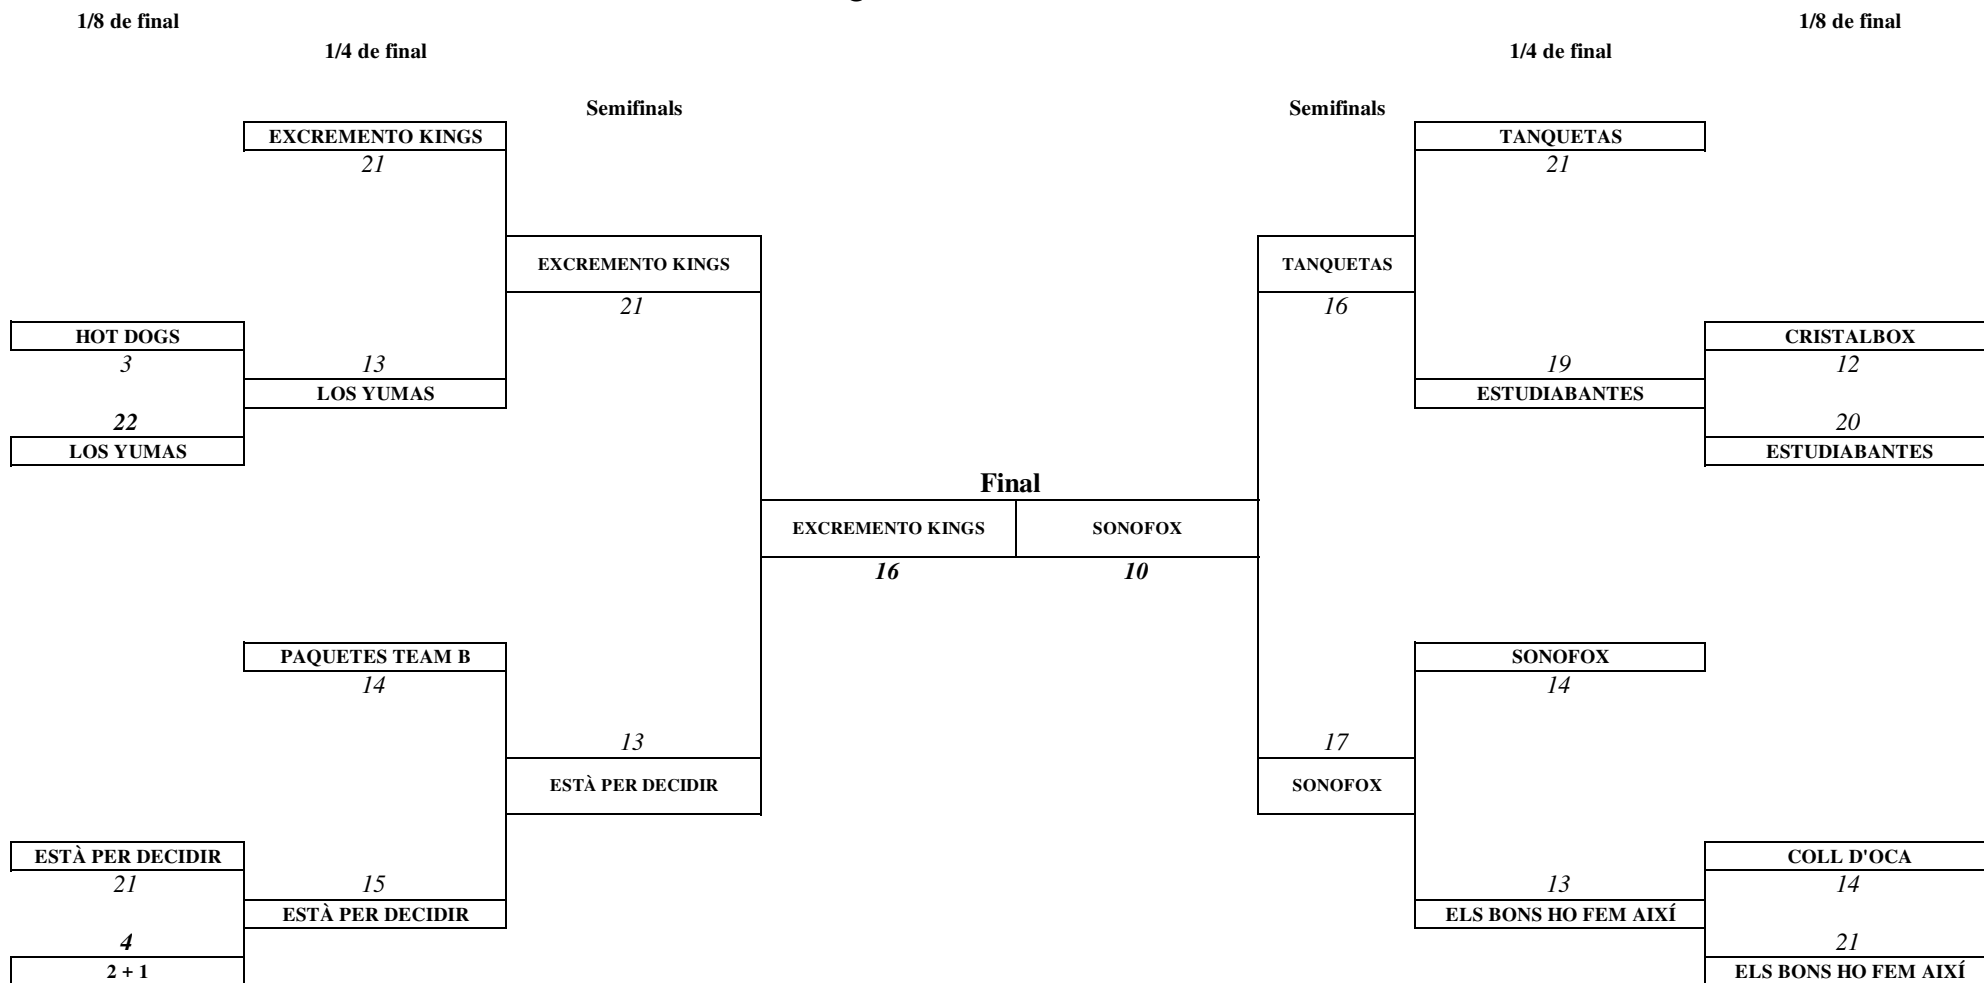 1/8 de final
1/8 de final
1/4 de final
1/4 de final
Semifinals
Semifinals
EXCREMENTO KINGS
TANQUETAS
21
21
EXCREMENTO KINGS
TANQUETAS
21
16
HOT DOGS
CRISTALBOX
3
13
19
12
LOS YUMAS
ESTUDIABANTES
22
20
LOS YUMAS
ESTUDIABANTES
Final
EXCREMENTO KINGS
SONOFOX
16
10
PAQUETES TEAM B
SONOFOX
14
14
13
17
ESTÀ PER DECIDIR
SONOFOX
ESTÀ PER DECIDIR
COLL D'OCA
21
15
13
14
ESTÀ PER DECIDIR
ELS BONS HO FEM AIXÍ
4
21
2 + 1
ELS BONS HO FEM AIXÍ